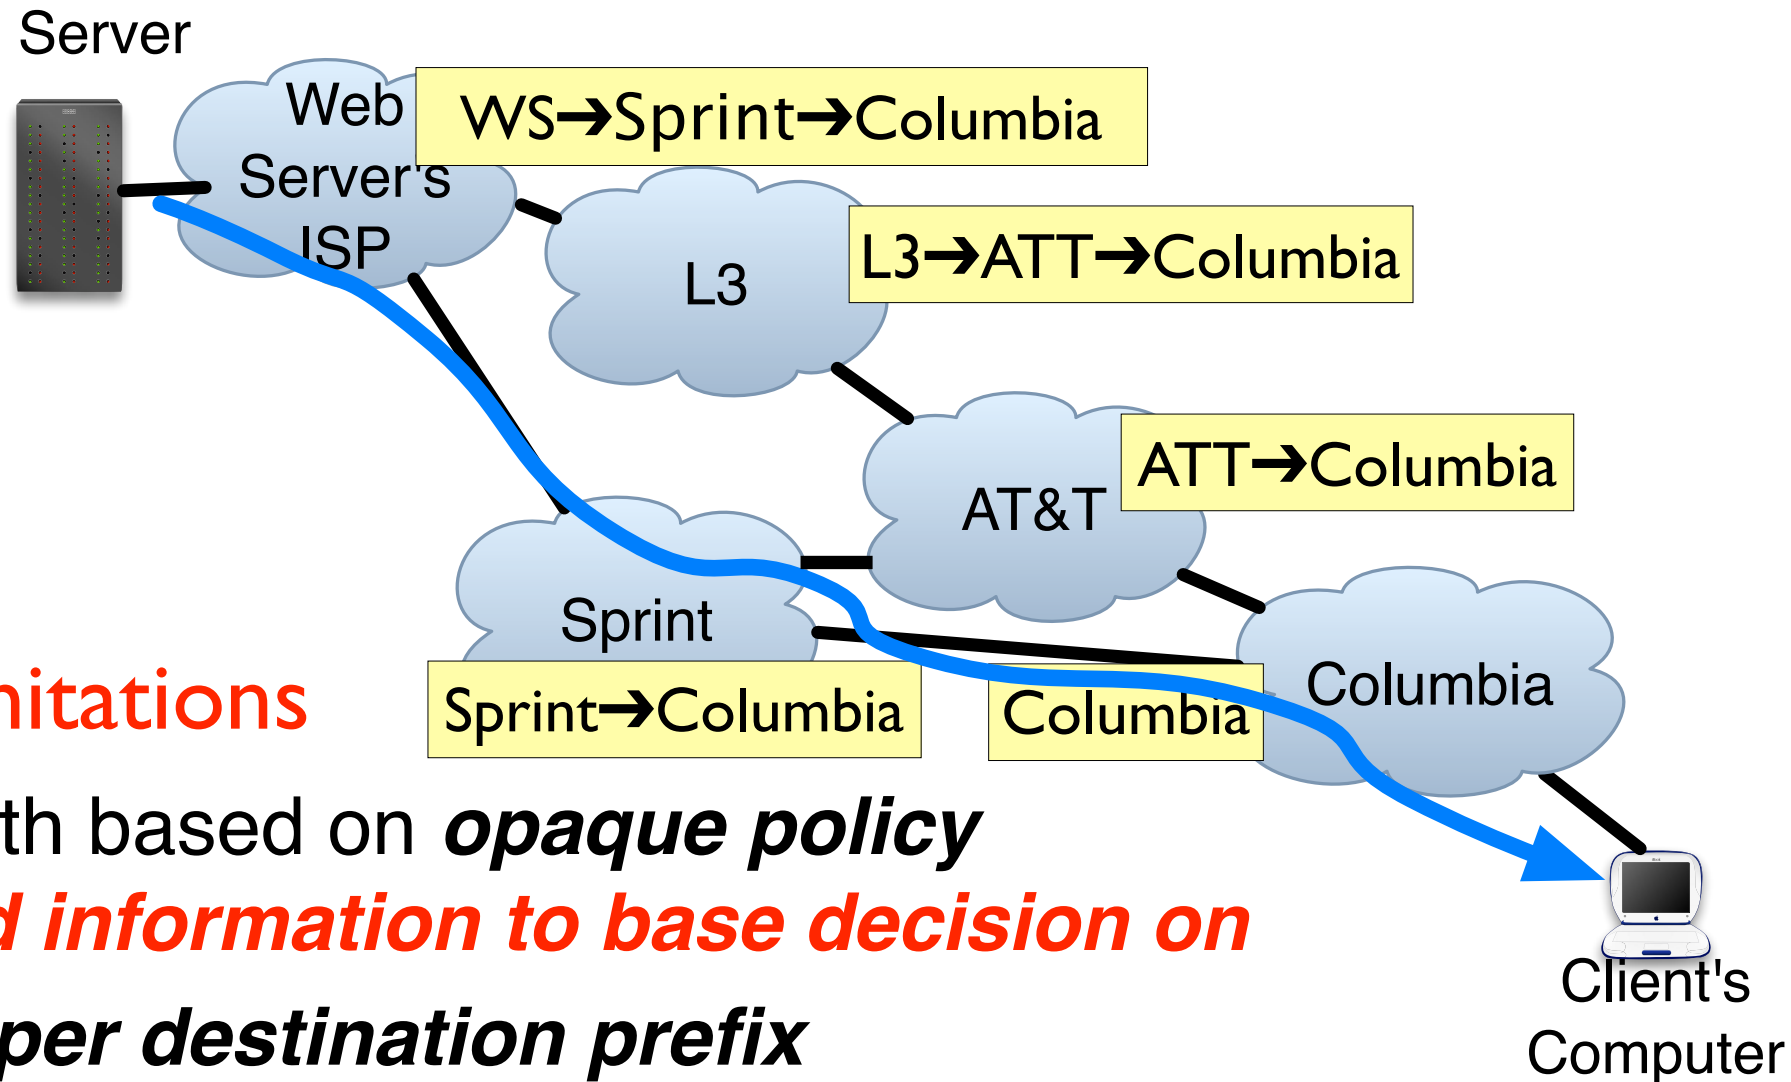 Server
Web
Server's
ISP
WS➔Sprint➔Columbia
L3
L3➔ATT➔Columbia
AT&T
ATT➔Columbia
Sprint
Sprint➔Columbia
Columbia
Columbia
nitations
th based on opaque policy
d information to base decision on
per destination prefix
Client's
Computer